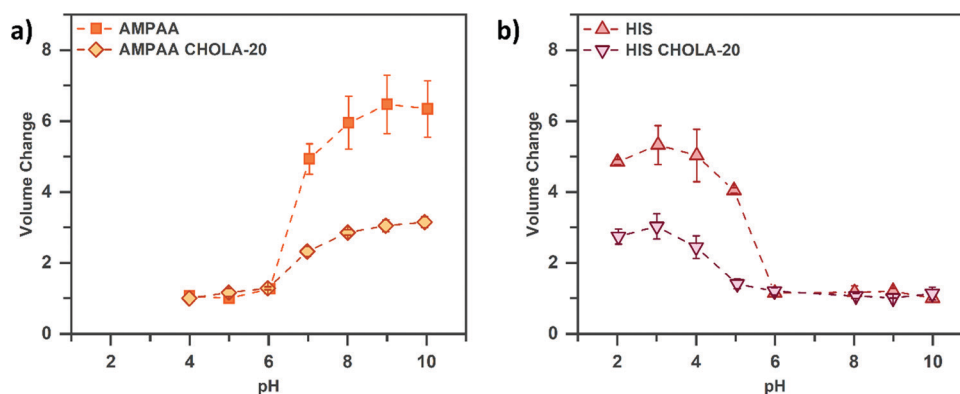 a)
AMPAA
AMPAA CHOLA-20
Volume Change
8
6
4
2
0
2 4 6 8 10
pH
b)
HIS
HIS CHOLA-20
Volume Change
8
6
4
2
0
2 4 6 8 10
pH